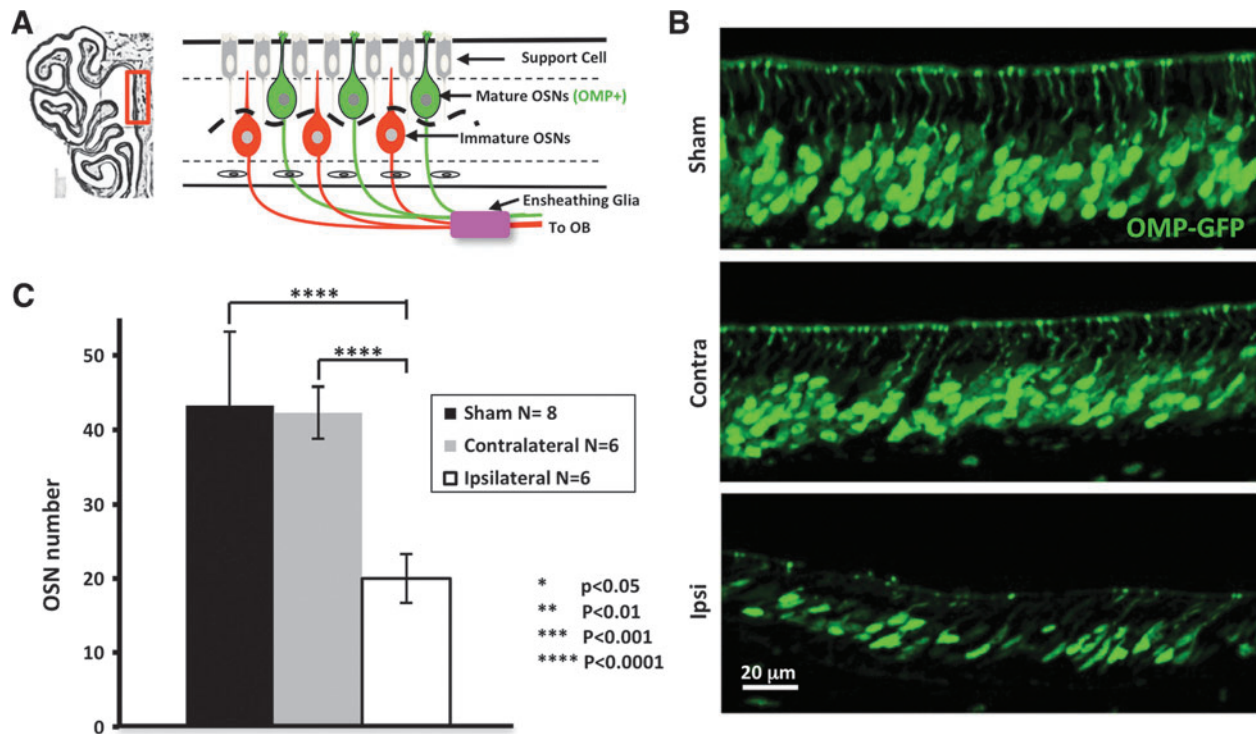 A
Support Cell
Mature OSNs (OMP+)
Immature OSNs
Ensheathing Glia
To OB
B
Sham
OMP-GFP
Contra
Ipsi
20 µm
C
****
****
OSN number
50
40
30
20
10
0
Sham N= 8
Contralateral N=6
Ipsilateral N=6
* p<0.05
** P<0.01
*** P<0.001
**** P<0.0001